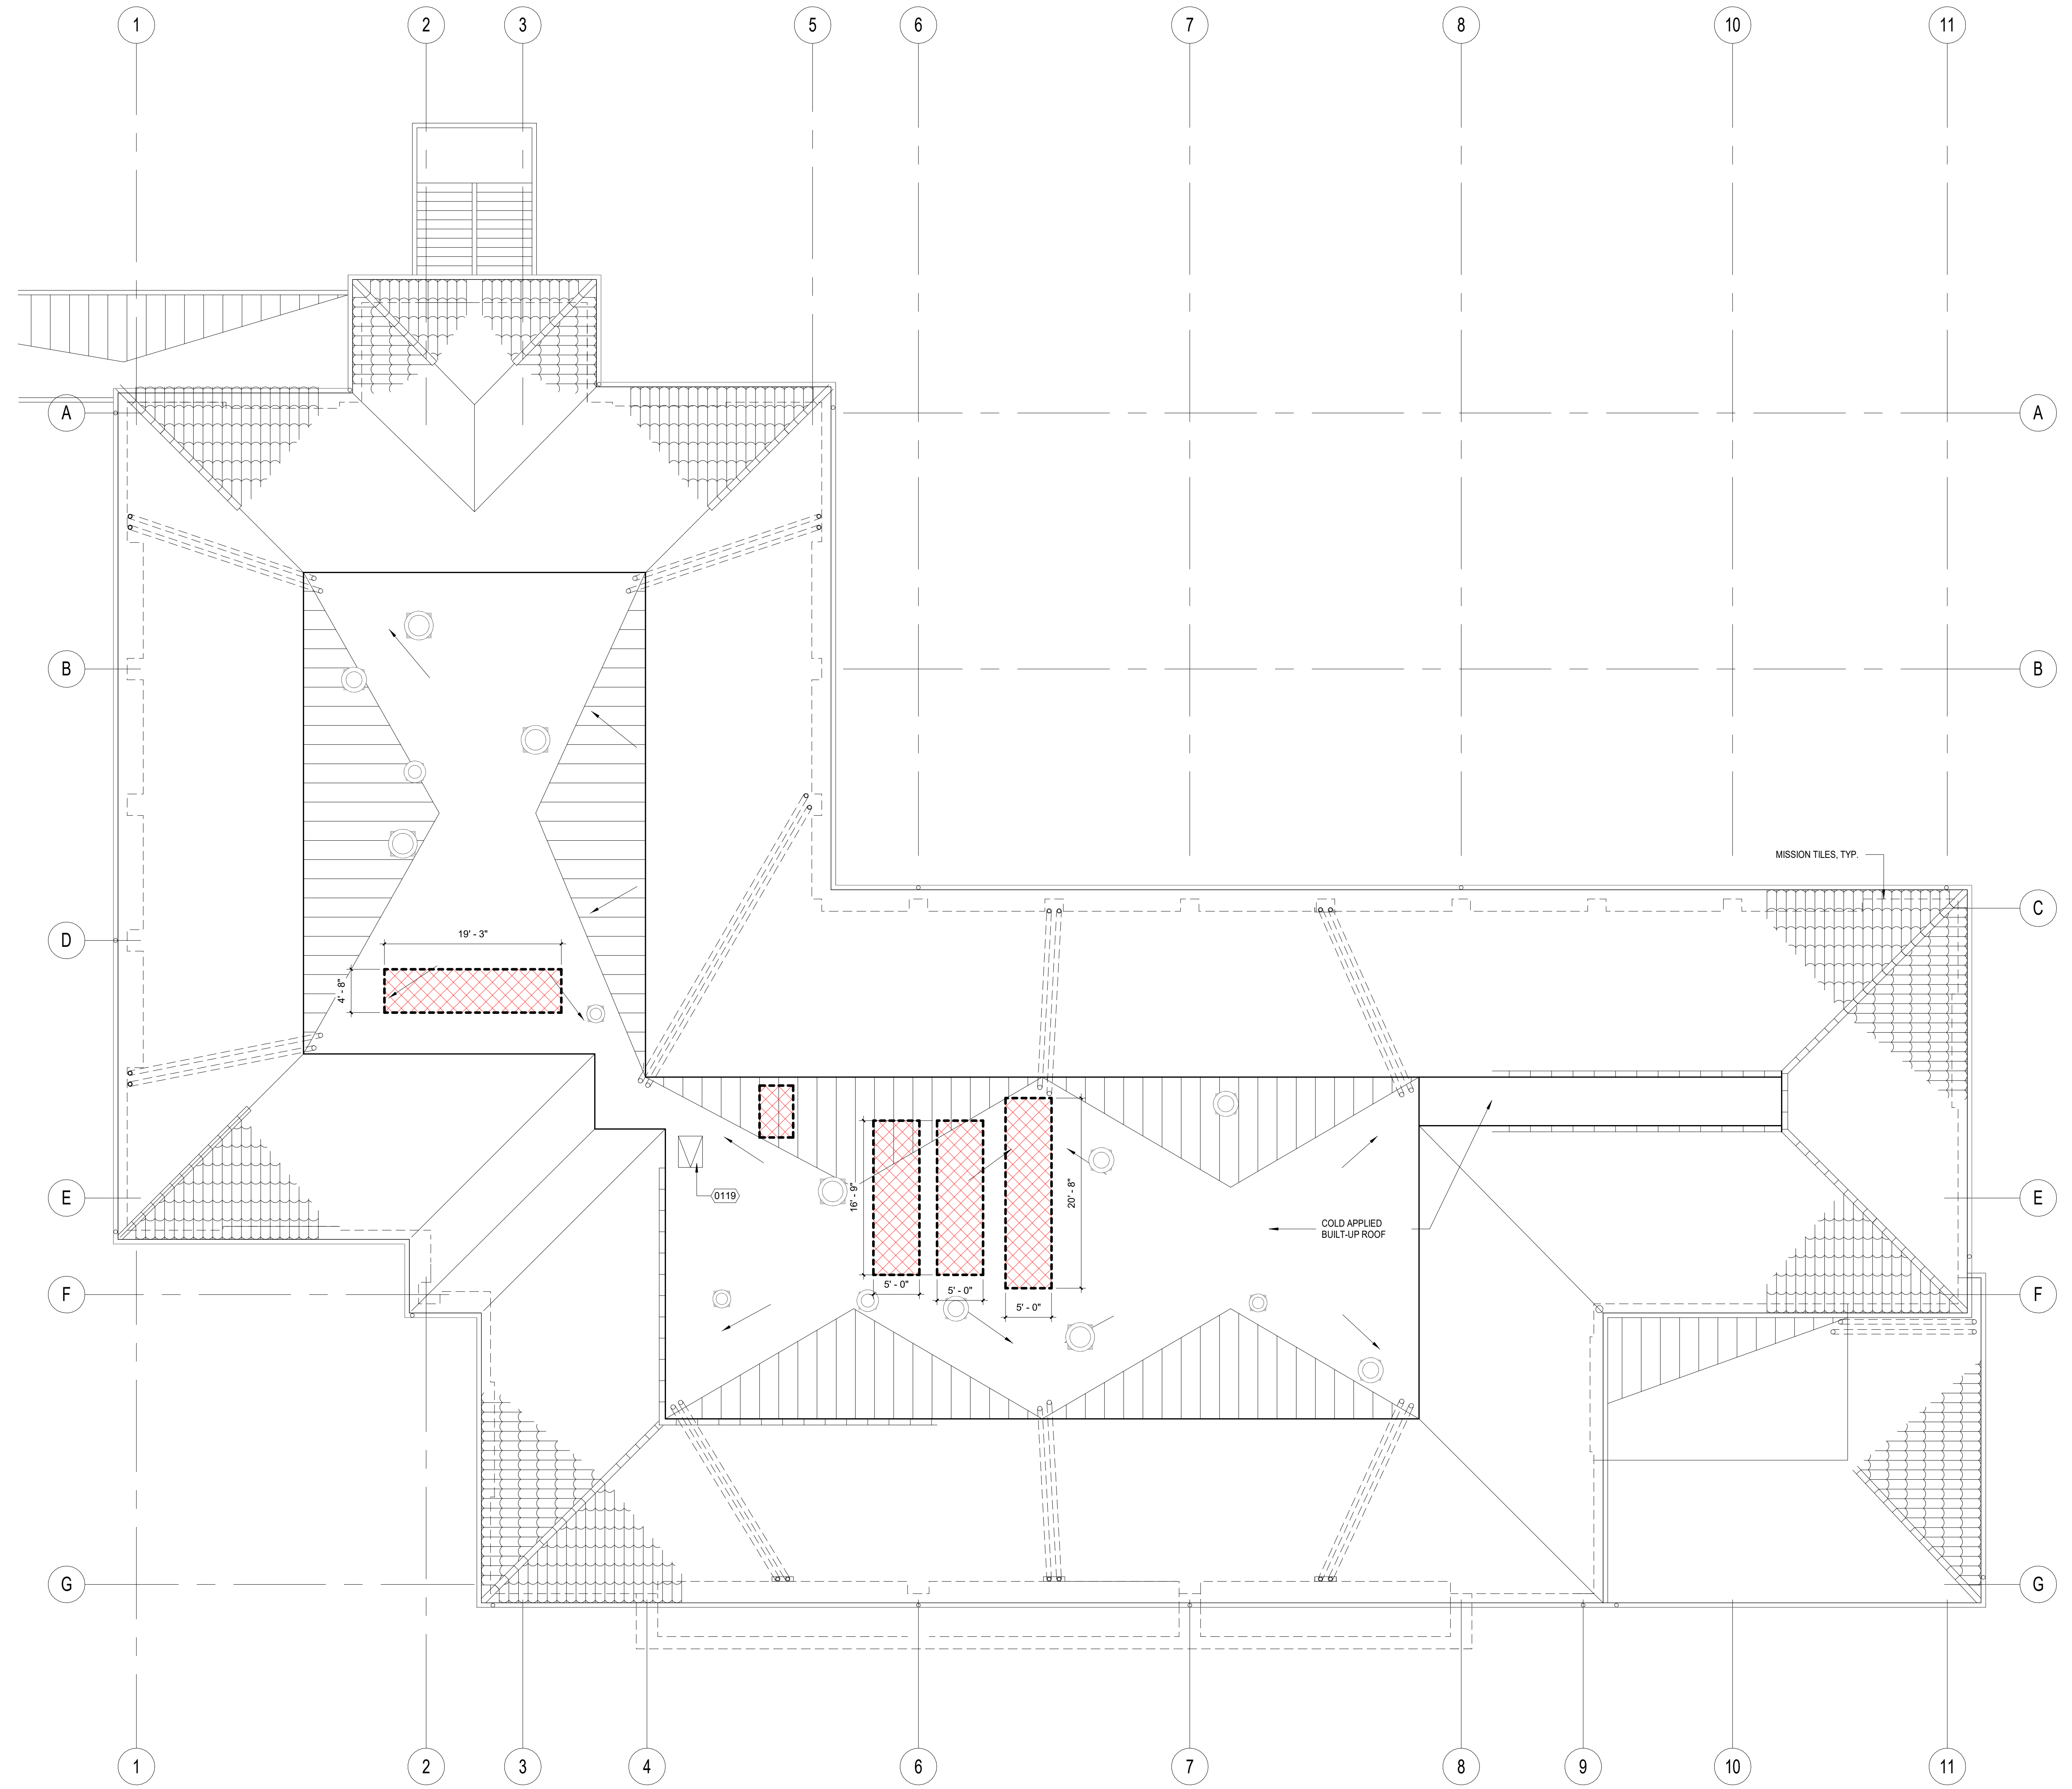 1 2 3 5 6 7 8 10 11
A A
B B
MISSION TILES, TYP.
C
D
19' - 3"
4' - 8"
0119
E E
16' - 9"
20' - 8"
COLD APPLIED
BUILT-UP ROOF
5' - 0"
5' - 0"
5' - 0"
F F
G G
1 2 3 4 6 7 8 9 10 11